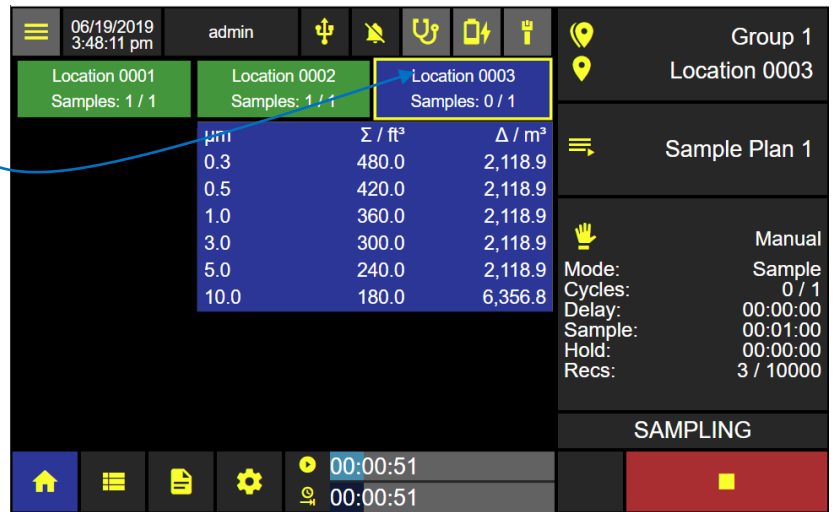 06/19/2019
3:48:11 pm
admin
Group 1
Location 0003
Location 0001
Samples: 1 / 1
Location 0002
Samples: 1 / 1
Location 0003
Samples: 0 / 1
µm Σ / ft³ Δ / m³
0.3 480.0 2,118.9
0.5 420.0 2,118.9
1.0 360.0 2,118.9
3.0 300.0 2,118.9
5.0 240.0 2,118.9
10.0 180.0 6,356.8
Sample Plan 1
Manual
Mode: Sample
Cycles: 0 / 1
Delay: 00:00:00
Sample: 00:01:00
Hold: 00:00:00
Recs: 3 / 10000
SAMPLING
00:00:51
00:00:51